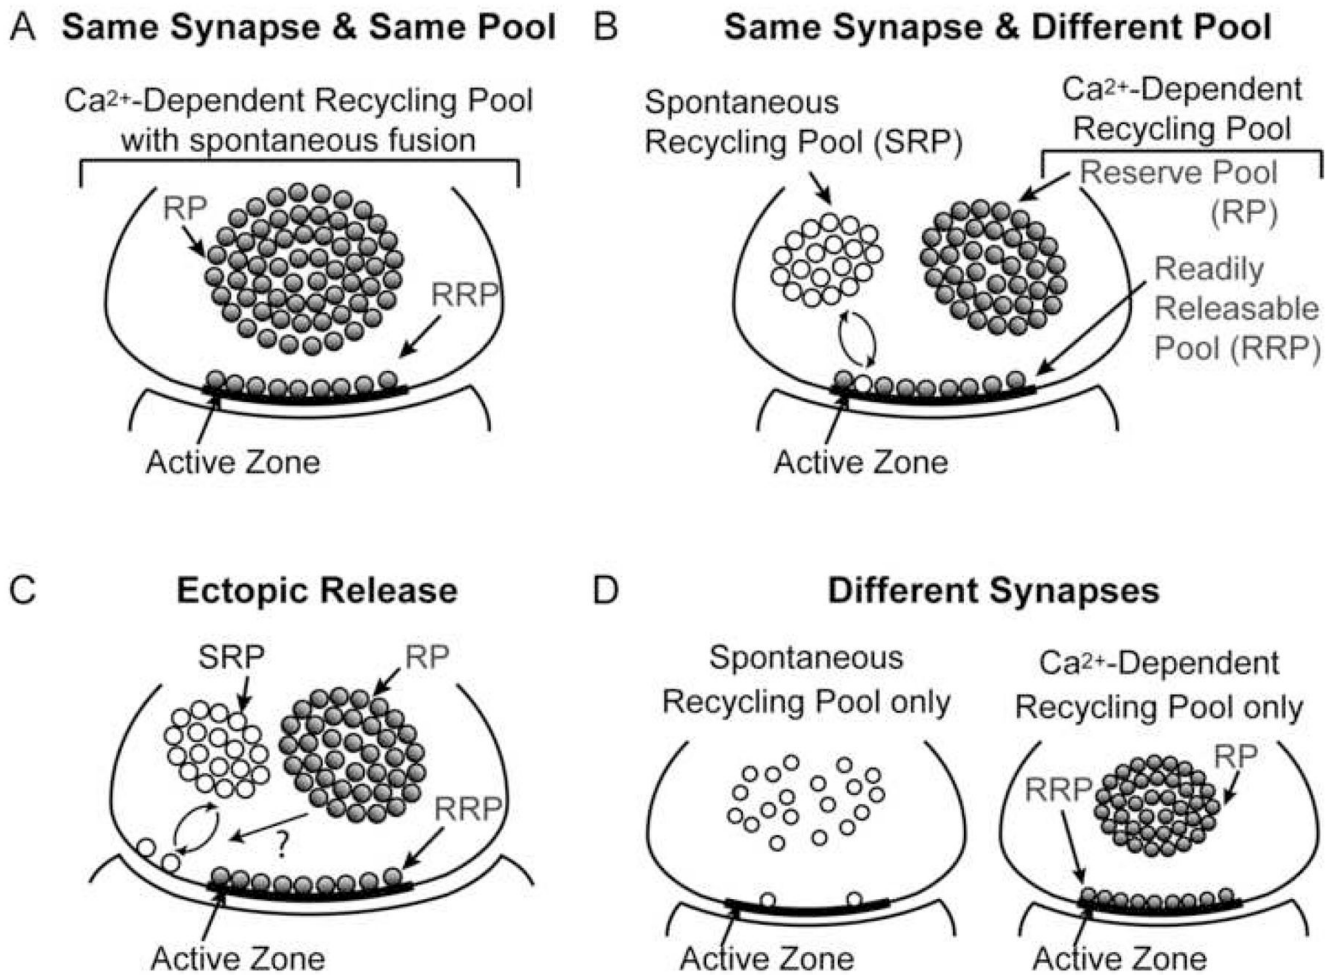 A Same Synapse & Same Pool
Ca²⁺-Dependent Recycling Pool
with spontaneous fusion
RP
RRP
Active Zone
B Same Synapse & Different Pool
Spontaneous
Recycling Pool (SRP)
Ca²⁺-Dependent
Recycling Pool
Reserve Pool
(RP)
Readily
Releasable
Pool (RRP)
Active Zone
C Ectopic Release
SRP
RP
RRP
?
Active Zone
D Different Synapses
Spontaneous
Recycling Pool only
Active Zone
Ca²⁺-Dependent
Recycling Pool only
RP
RRP
Active Zone